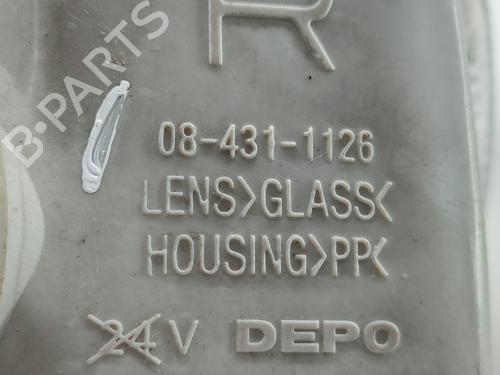 R
B-PARTS
08-431-1126
LENS>GLASS<
HOUSING>PP<
24V DEPO